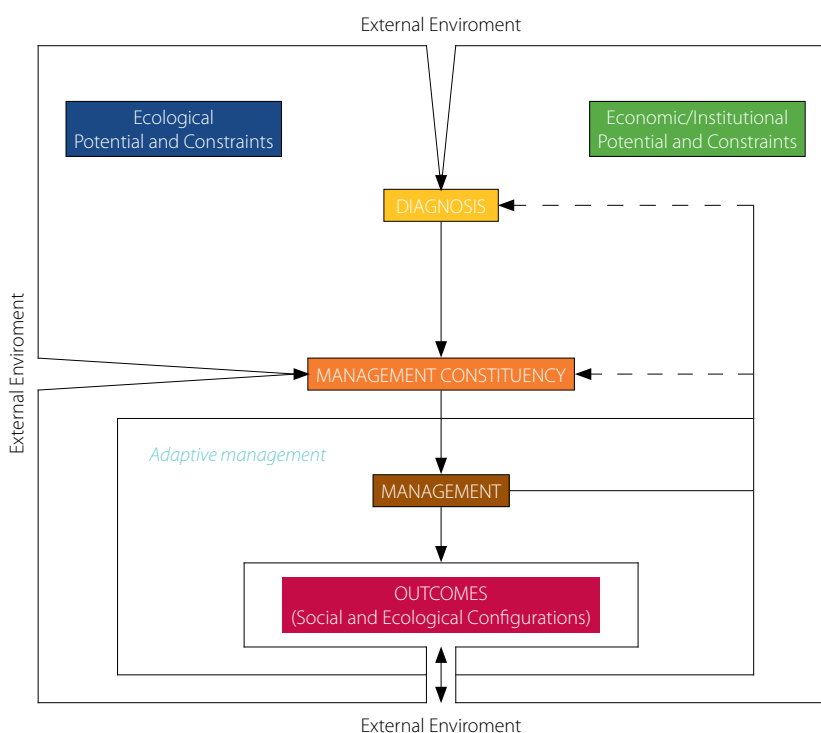 External Enviroment
Ecological
Potential and Constraints
Economic/Institutional
Potential and Constraints
DIAGNOSIS
External Enviroment
MANAGEMENT CONSTITUENCY
Adaptive management
MANAGEMENT
OUTCOMES
(Social and Ecological Configurations)
External Enviroment